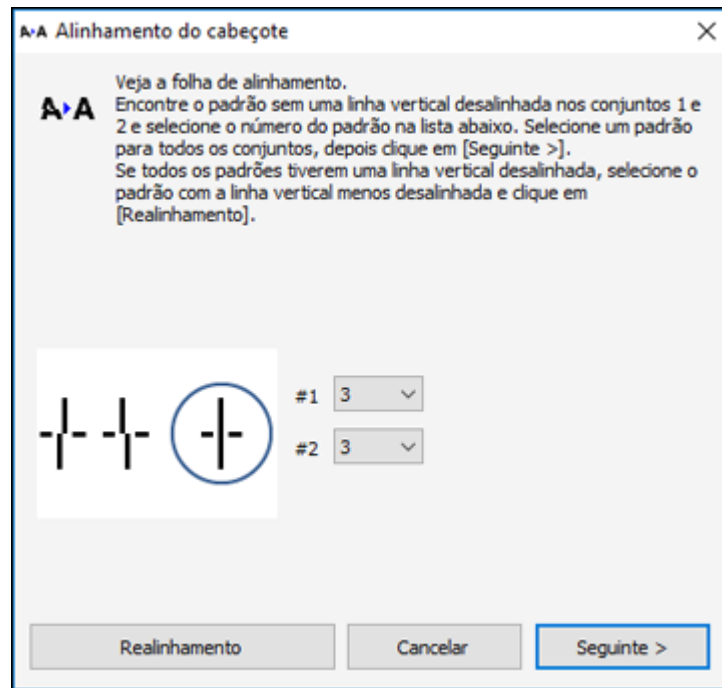 A▸A Alinhamento do cabeçote
A▸A
Veja a folha de alinhamento.
Encontre o padrão sem uma linha vertical desalinhada nos conjuntos 1 e
2 e selecione o número do padrão na lista abaixo. Selecione um padrão
para todos os conjuntos, depois clique em [Seguinte >].
Se todos os padrões tiverem uma linha vertical desalinhada, selecione o
padrão com a linha vertical menos desalinhada e clique em
[Realinhamento].
#1 3
#2 3
Realinhamento Cancelar Seguinte >